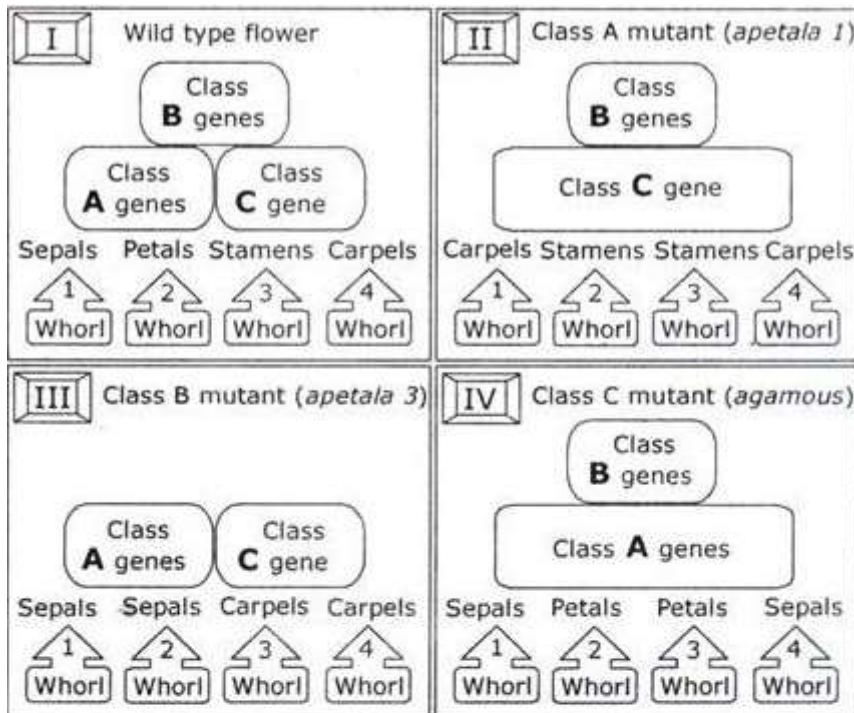 I
Wild type flower
Class
B genes
Class
A genes
Class
C gene
Sepals Petals Stamens Carpels
1 2 3 4
Whorl Whorl Whorl Whorl
II
Class A mutant (apetala 1)
Class
B genes
Class C gene
Carpels Stamens Stamens Carpels
1 2 3 4
Whorl Whorl Whorl Whorl
III
Class B mutant (apetala 3)
Class
A genes
Class
C gene
Sepals Sepals Carpels Carpels
1 2 3 4
Whorl Whorl Whorl Whorl
IV
Class C mutant (agamous)
Class
B genes
Class A genes
Sepals Petals Petals Sepals
1 2 3 4
Whorl Whorl Whorl Whorl